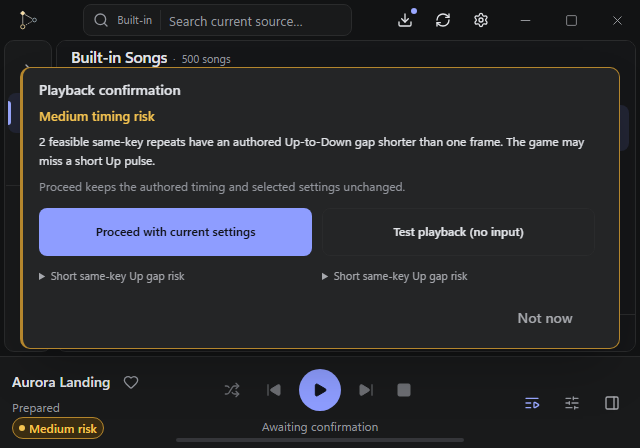 Built-in
Search current source...
Built-in Songs · 500 songs
Playback confirmation
Medium timing risk
2 feasible same-key repeats have an authored Up-to-Down gap shorter than one frame. The game may
miss a short Up pulse.
Proceed keeps the authored timing and selected settings unchanged.
Proceed with current settings
Test playback (no input)
Short same-key Up gap risk
Short same-key Up gap risk
Not now
Aurora Landing
Prepared
Medium risk
Awaiting confirmation